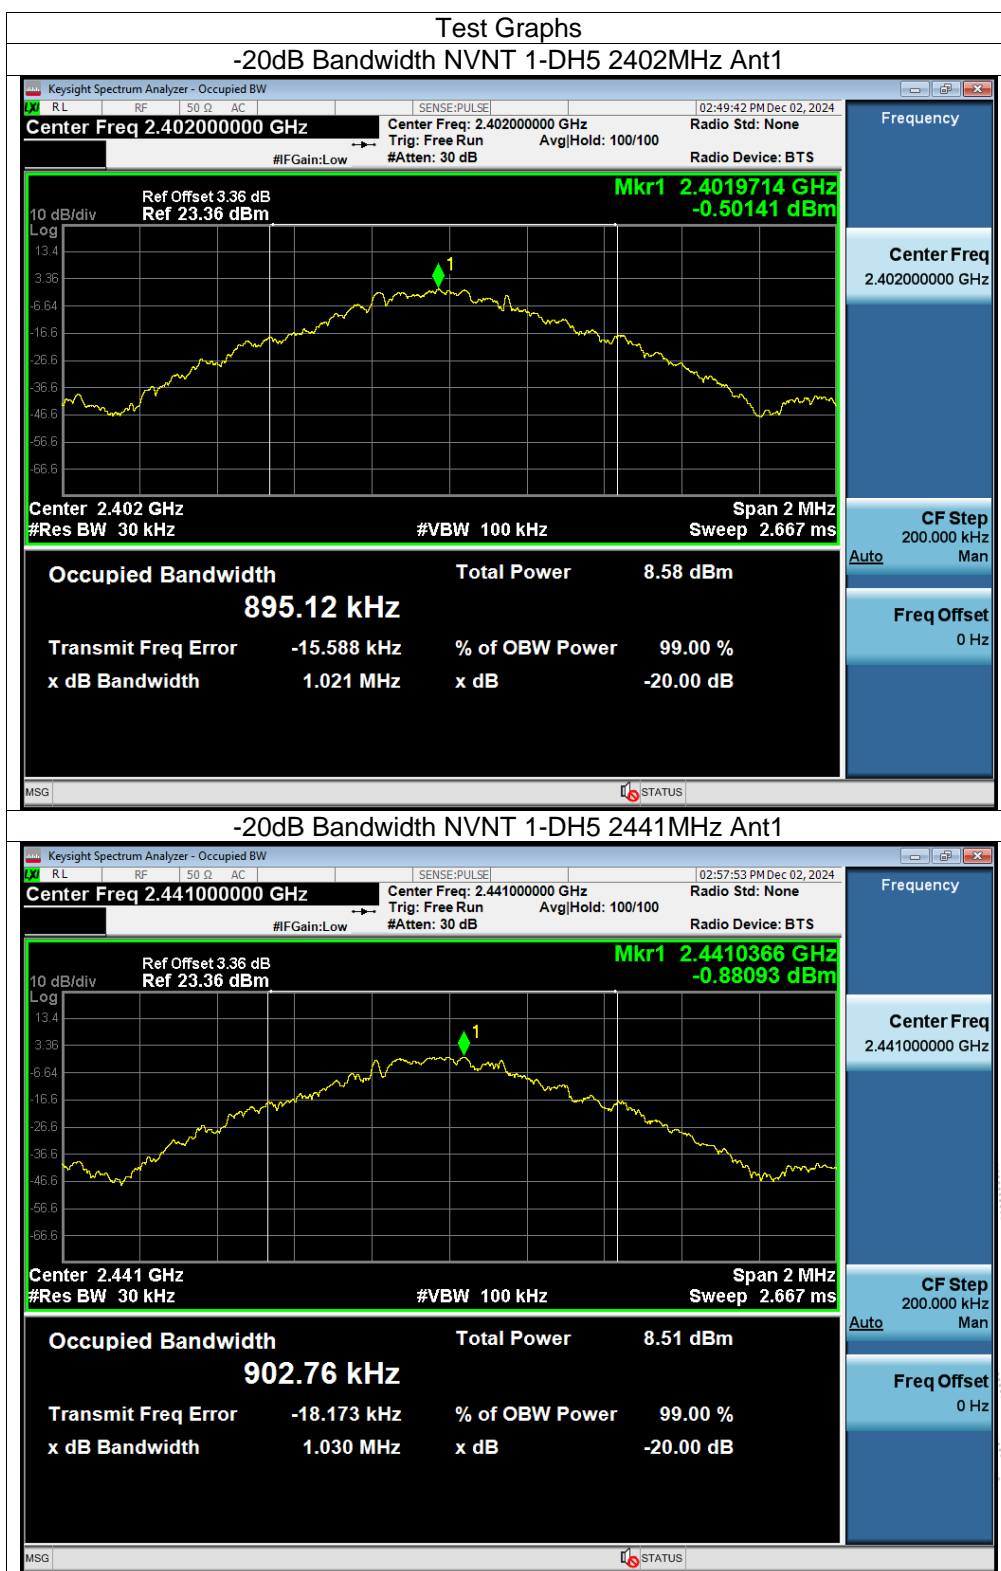 Test Graphs
-20dB Bandwidth NVNT 1-DH5 2402MHz Ant1
Keysight Spectrum Analyzer - Occupied BW
LXI RL RF 50 Ω AC SENSE:PULSE 02:49:42 PM Dec 02, 2024
Center Freq 2.402000000 GHz
Center Freq: 2.402000000 GHz
Radio Std: None
Trig: Free Run Avg|Hold: 100/100
#IFGain:Low
#Atten: 30 dB
Radio Device: BTS
Frequency
Mkr1 2.4019714 GHz
-0.50141 dBm
Ref Offset 3.36 dB
10 dB/div Ref 23.36 dBm
Log
13.4
3.36
-6.64
-16.6
-26.6
-36.6
-46.6
-56.6
-66.6
1
Center 2.402 GHz
Span 2 MHz
#Res BW 30 kHz
#VBW 100 kHz
Sweep 2.667 ms
Center Freq
2.402000000 GHz
CF Step
200.000 kHz
Auto Man
Freq Offset
0 Hz
Occupied Bandwidth
895.12 kHz
Total Power 8.58 dBm
Transmit Freq Error -15.588 kHz % of OBW Power 99.00 %
x dB Bandwidth 1.021 MHz x dB -20.00 dB
MSG STATUS
-20dB Bandwidth NVNT 1-DH5 2441MHz Ant1
Keysight Spectrum Analyzer - Occupied BW
LXI RL RF 50 Ω AC SENSE:PULSE 02:57:53 PM Dec 02, 2024
Center Freq 2.441000000 GHz
Center Freq: 2.441000000 GHz
Radio Std: None
Trig: Free Run Avg|Hold: 100/100
#IFGain:Low
#Atten: 30 dB
Radio Device: BTS
Frequency
Mkr1 2.4410366 GHz
-0.88093 dBm
Ref Offset 3.36 dB
10 dB/div Ref 23.36 dBm
Log
13.4
3.36
-6.64
-16.6
-26.6
-36.6
-46.6
-56.6
-66.6
1
Center 2.441 GHz
Span 2 MHz
#Res BW 30 kHz
#VBW 100 kHz
Sweep 2.667 ms
Center Freq
2.441000000 GHz
CF Step
200.000 kHz
Auto Man
Freq Offset
0 Hz
Occupied Bandwidth
902.76 kHz
Total Power 8.51 dBm
Transmit Freq Error -18.173 kHz % of OBW Power 99.00 %
x dB Bandwidth 1.030 MHz x dB -20.00 dB
MSG STATUS